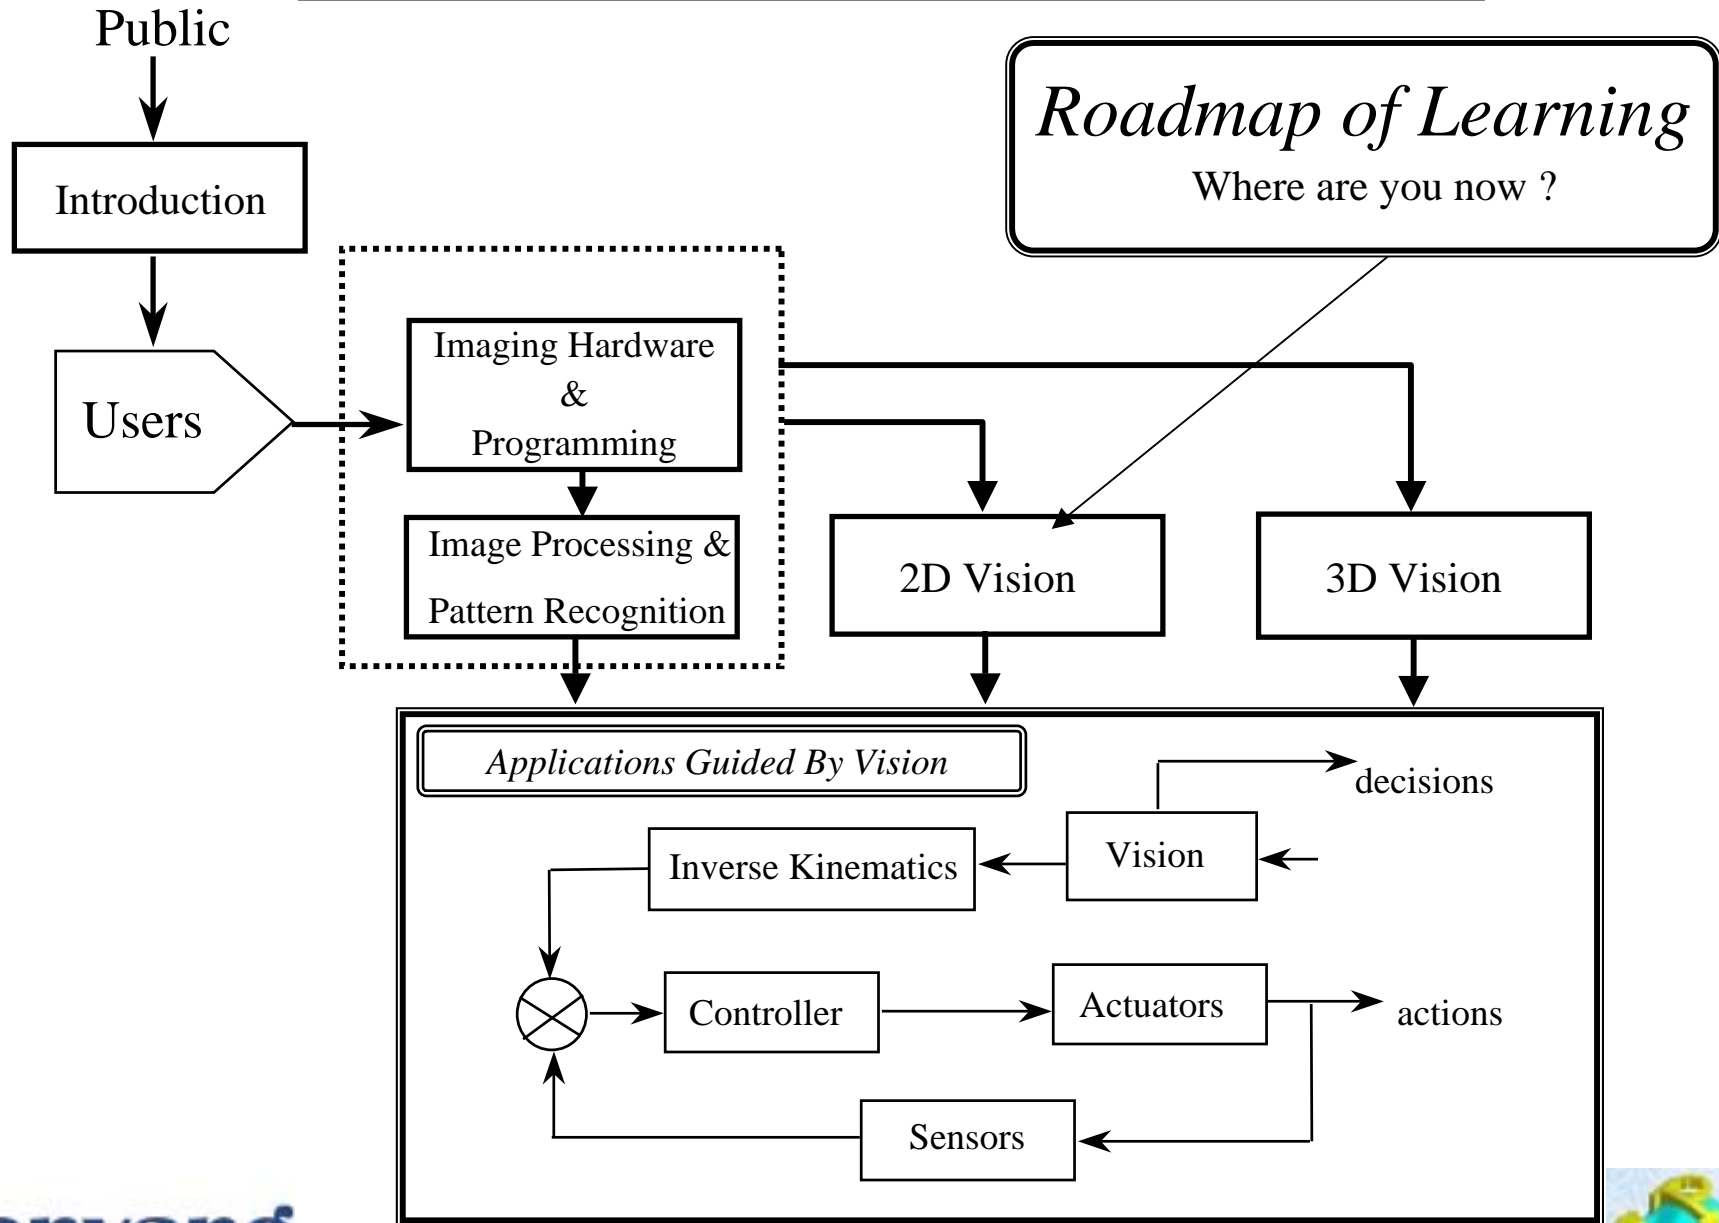 Public
Roadmap of Learning
Where are you now ?
Introduction
Users
Imaging Hardware
&
Programming
Image Processing &
Pattern Recognition
2D Vision
3D Vision
Applications Guided By Vision
decisions
Vision
Inverse Kinematics
Controller
Actuators
actions
Sensors